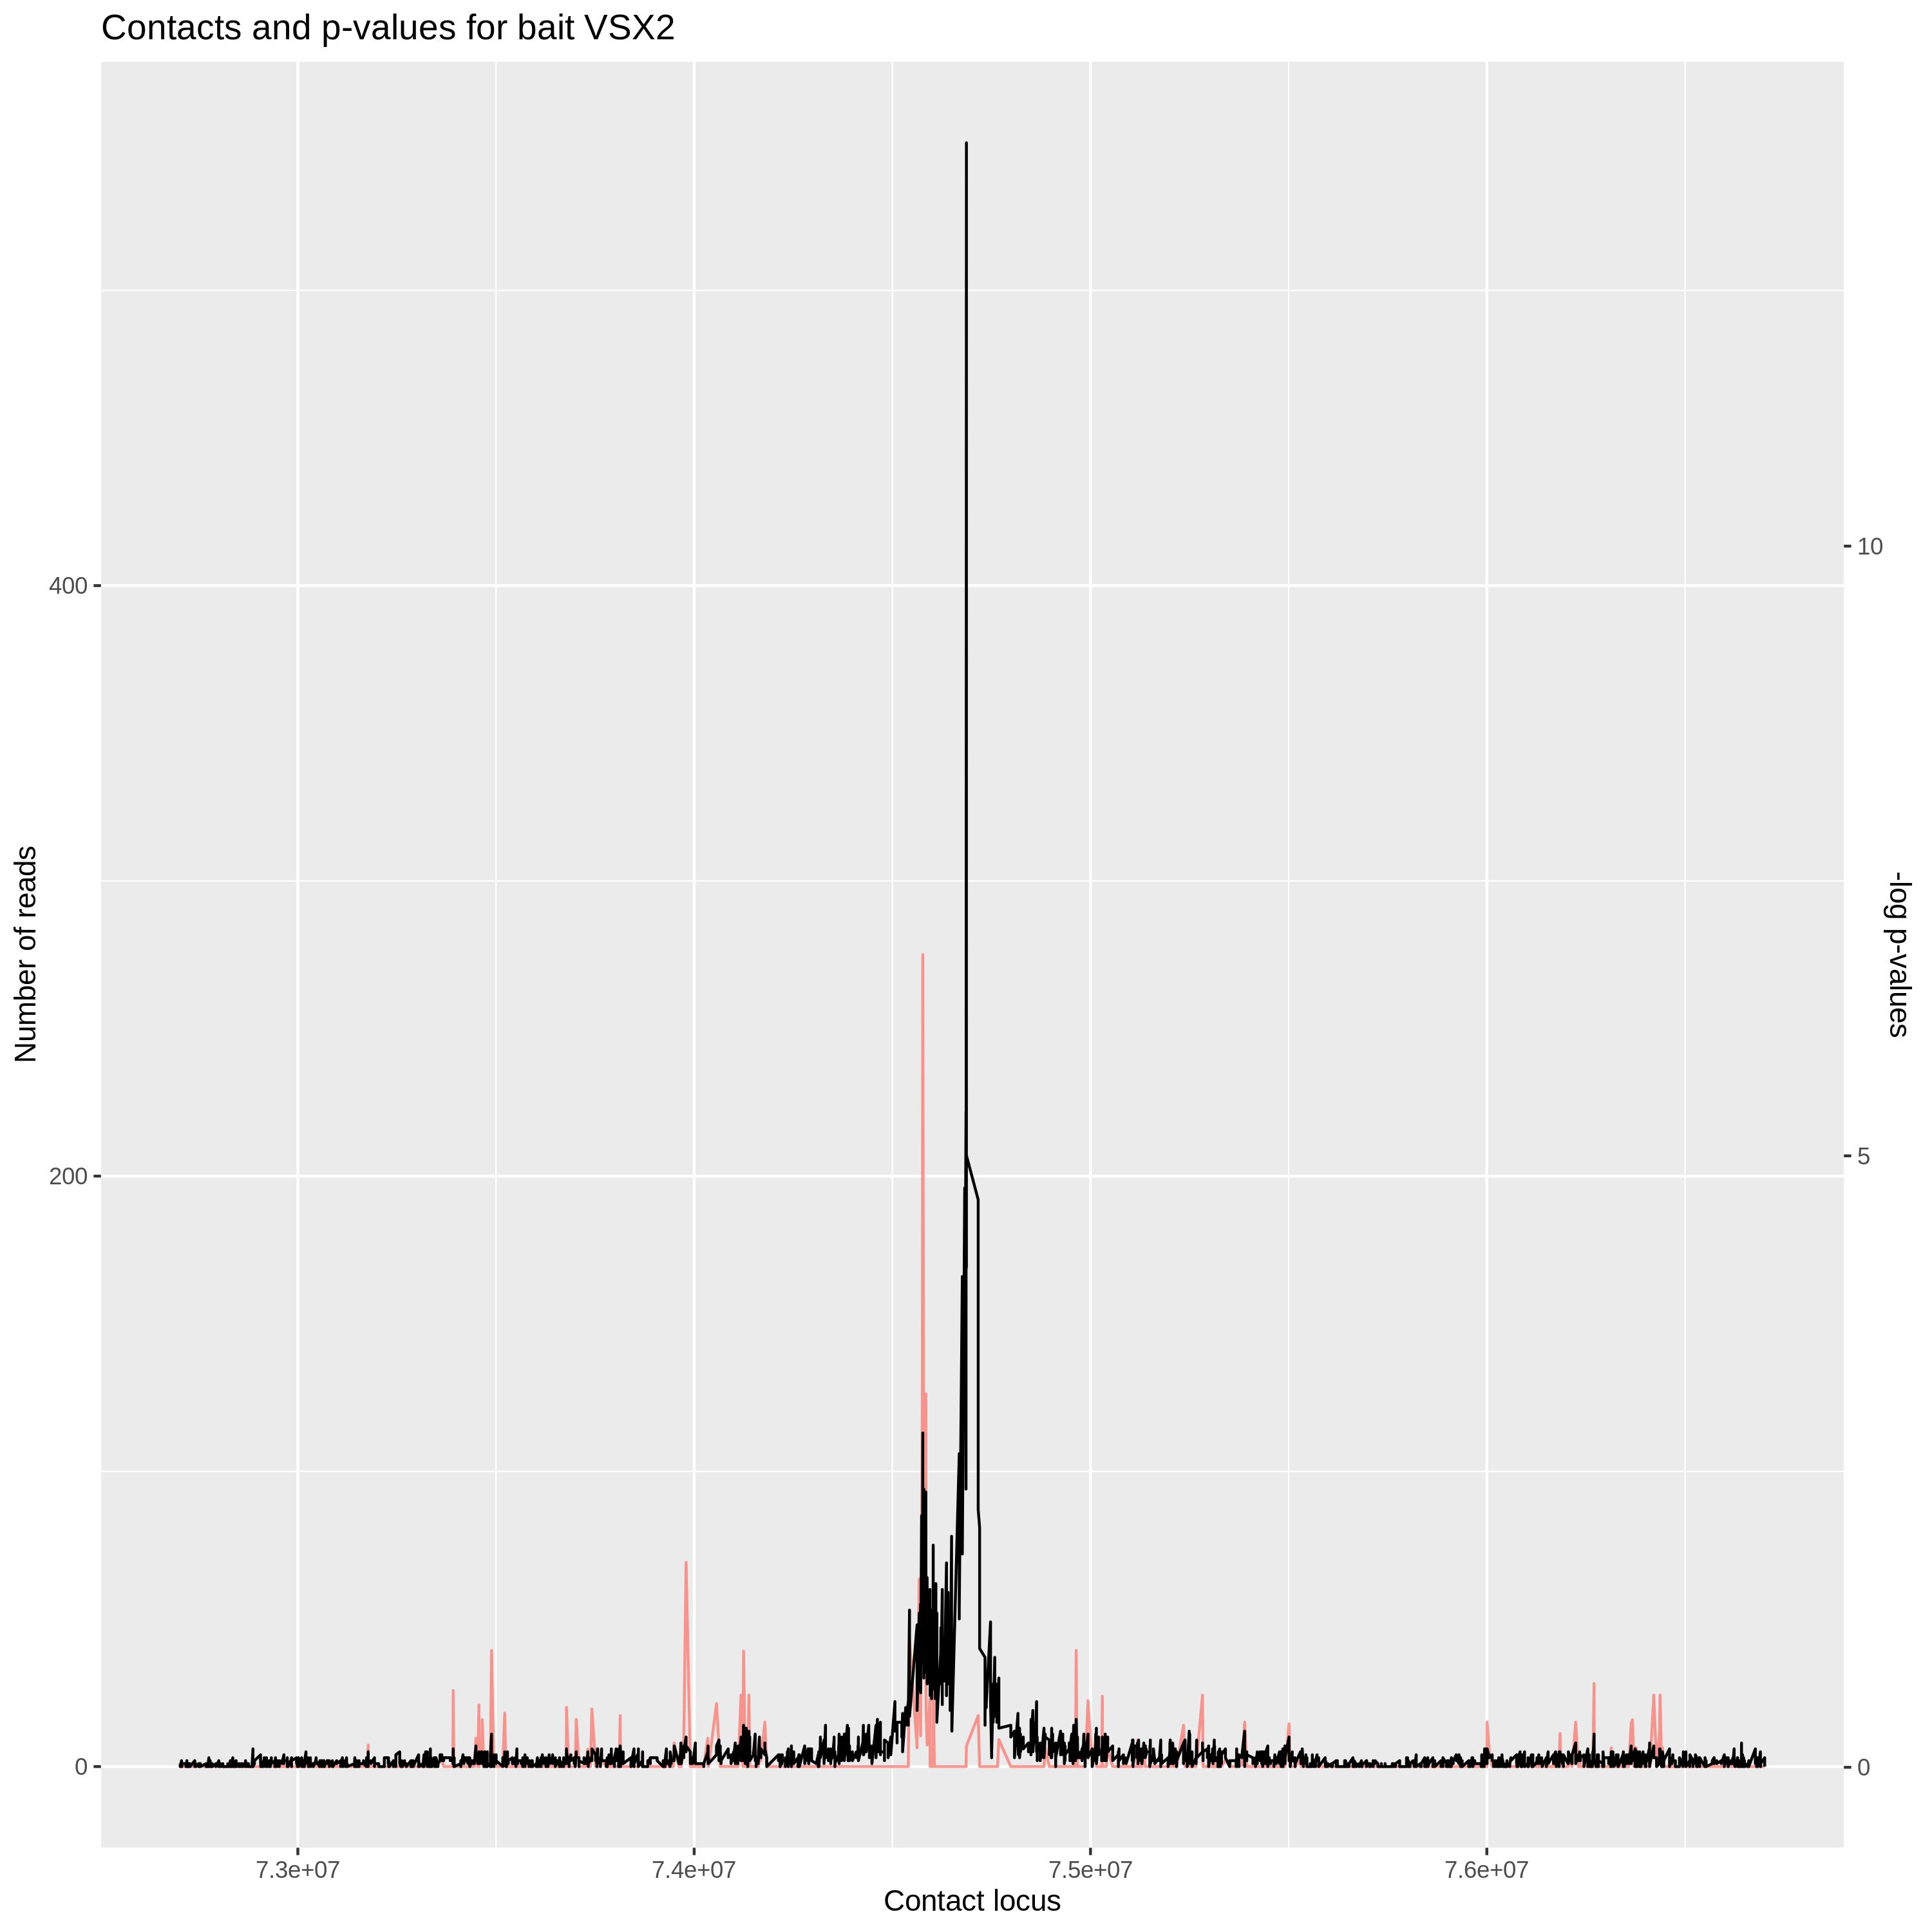 Contacts and p-values for bait VSX2
Number of reads
400
200
0
10
5
0
-log p-values
7.3e+07
7.4e+07
7.5e+07
7.6e+07
Contact locus